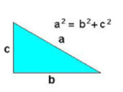 a² = b²+c²
a
c
b